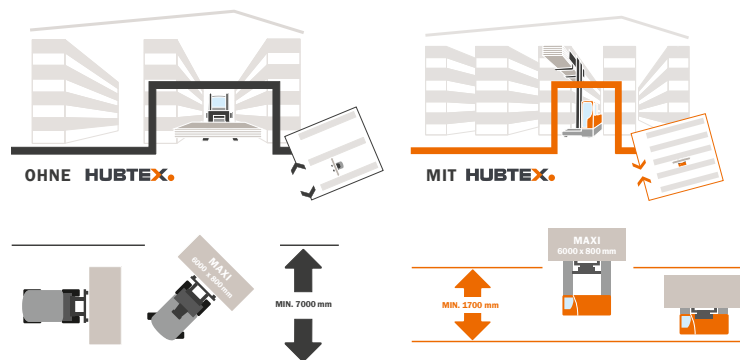 OHNE HUBTEX.
MIT HUBTEX.
MAXI
6000 x 800 mm
MIN. 7000 mm
MAXI
6000 x 800 mm
MIN. 1700 mm